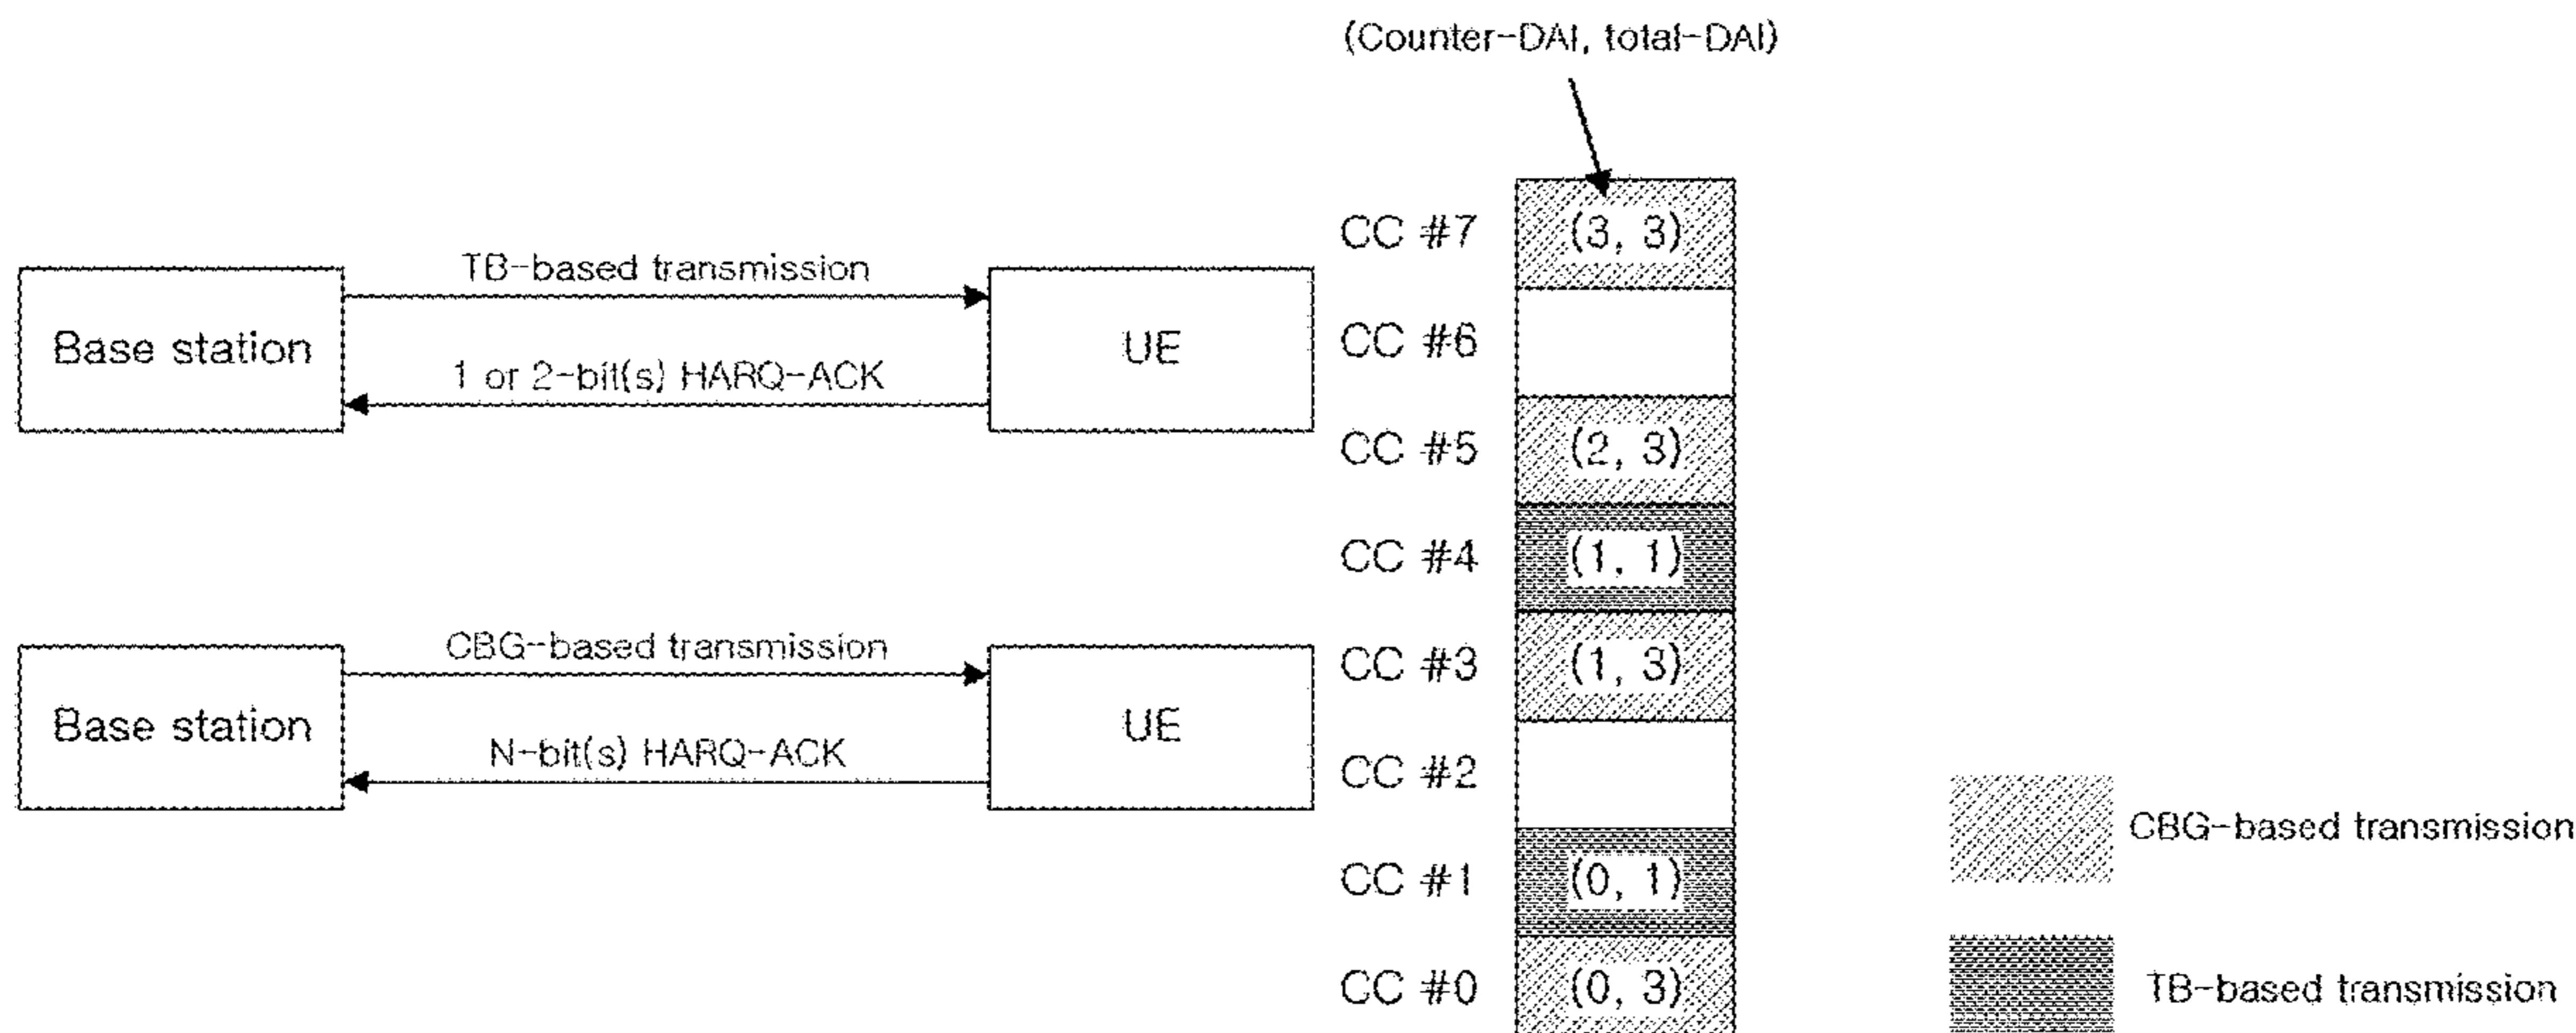 (Counter-DAI, total-DAI)
TB-based transmission
Base station
UE
1 or 2-bit(s) HARQ-ACK
CBG-based transmission
Base station
UE
N-bit(s) HARQ-ACK
CC #7 (3, 3)
CC #6
CC #5 (2, 3)
CC #4 (1, 1)
CC #3 (1, 3)
CC #2
CC #1 (0, 1)
CC #0 (0, 3)
CBG-based transmission
TB-based transmission